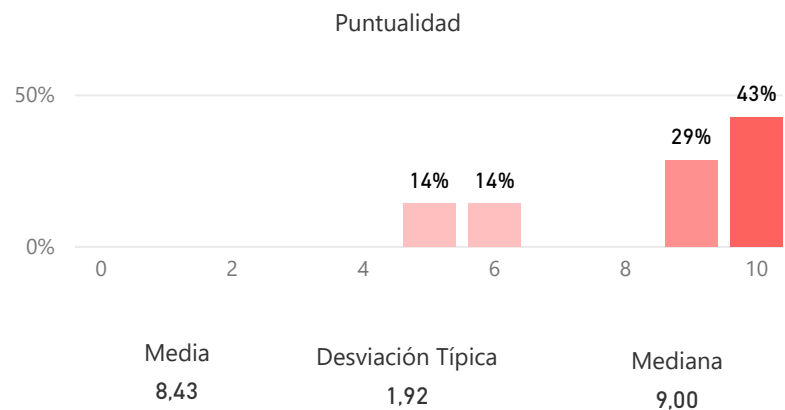 Puntualidad
50%
43%
29%
14% 14%
0%
0 2 4 6 8 10
Media Desviación Típica Mediana
8,43 1,92 9,00